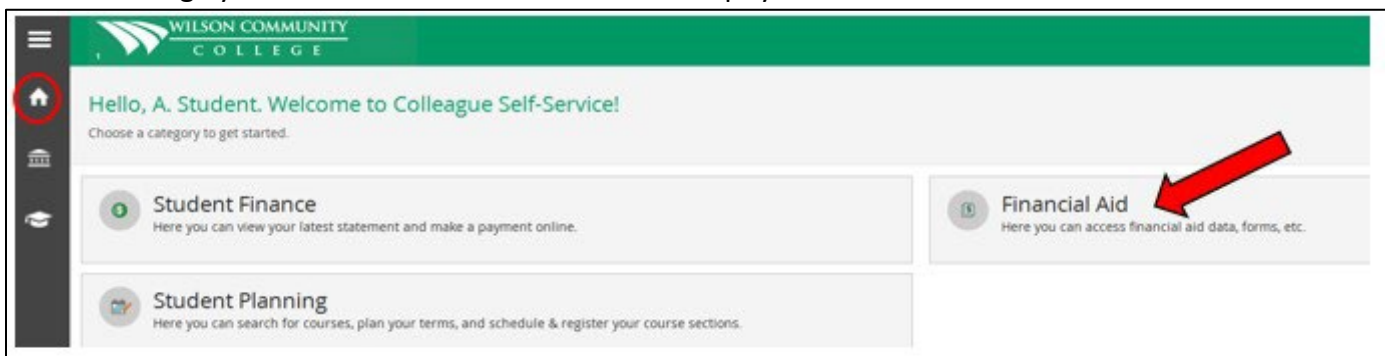 WILSON COMMUNITY
COLLEGE
Hello, A. Student. Welcome to Colleague Self-Service!
Choose a category to get started.
Student Finance
Here you can view your latest statement and make a payment online.
Financial Aid
Here you can access financial aid data, forms, etc.
Student Planning
Here you can search for courses, plan your terms, and schedule & register your course sections.